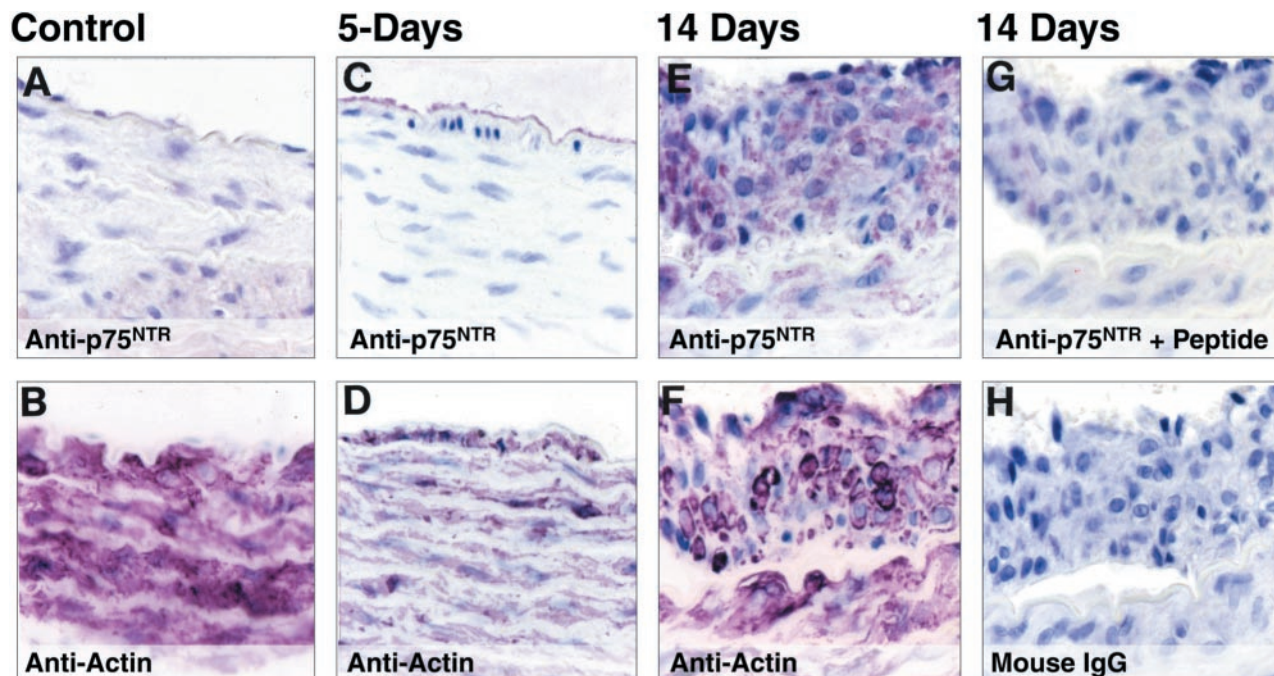 Control 5-Days 14 Days 14 Days
A C E G
Anti-p75NTR Anti-p75NTR Anti-p75NTR Anti-p75NTR + Peptide
B D F H
Anti-Actin Anti-Actin Anti-Actin Mouse IgG